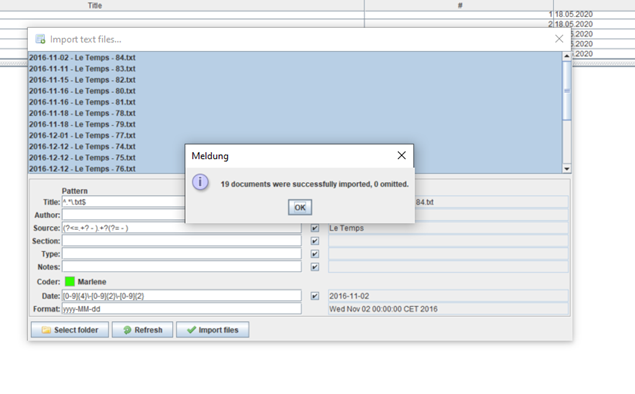 Title #
1 18.05.2020
2 18.05.2020
Import text files...
5.2020
5.2020
5.2020
2016-11-02 - Le Temps - 84.txt
2016-11-11 - Le Temps - 83.txt
2016-11-15 - Le Temps - 82.txt
2016-11-16 - Le Temps - 80.txt
2016-11-16 - Le Temps - 81.txt
2016-11-18 - Le Temps - 78.txt
2016-11-18 - Le Temps - 79.txt
2016-12-01 - Le Temps - 77.txt
2016-12-12 - Le Temps - 74.txt
2016-12-12 - Le Temps - 75.txt
2016-12-12 - Le Temps - 76.txt
Meldung
19 documents were successfully imported, 0 omitted.
OK
Pattern
Title: ^.*\.txt$ 84.txt
Author:
Source: (?<=.+? - ).+?(?= - ) Le Temps
Section:
Type:
Notes:
Coder: Marlene
Date: [0-9]{4}\-[0-9]{2}\-[0-9]{2} 2016-11-02
Format: yyyy-MM-dd Wed Nov 02 00:00:00 CET 2016
Select folder Refresh Import files